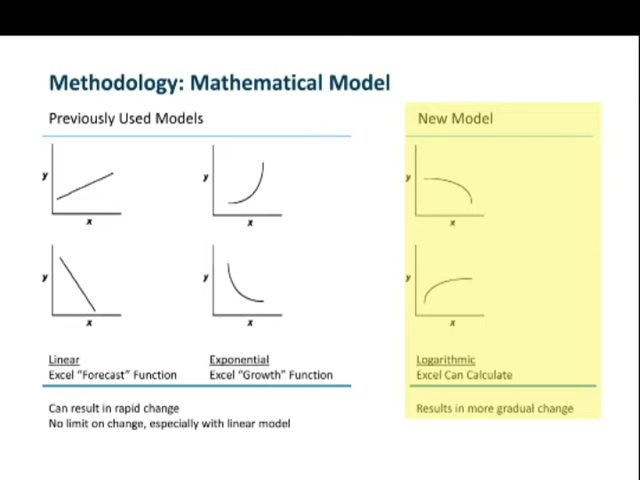 Methodology: Mathematical Model
Previously Used Models
New Model
y
x
y
x
y
x
y
x
y
x
y
x
Linear
Excel “Forecast” Function
Exponential
Excel “Growth” Function
Logarithmic
Excel Can Calculate
Can result in rapid change
No limit on change, especially with linear model
Results in more gradual change